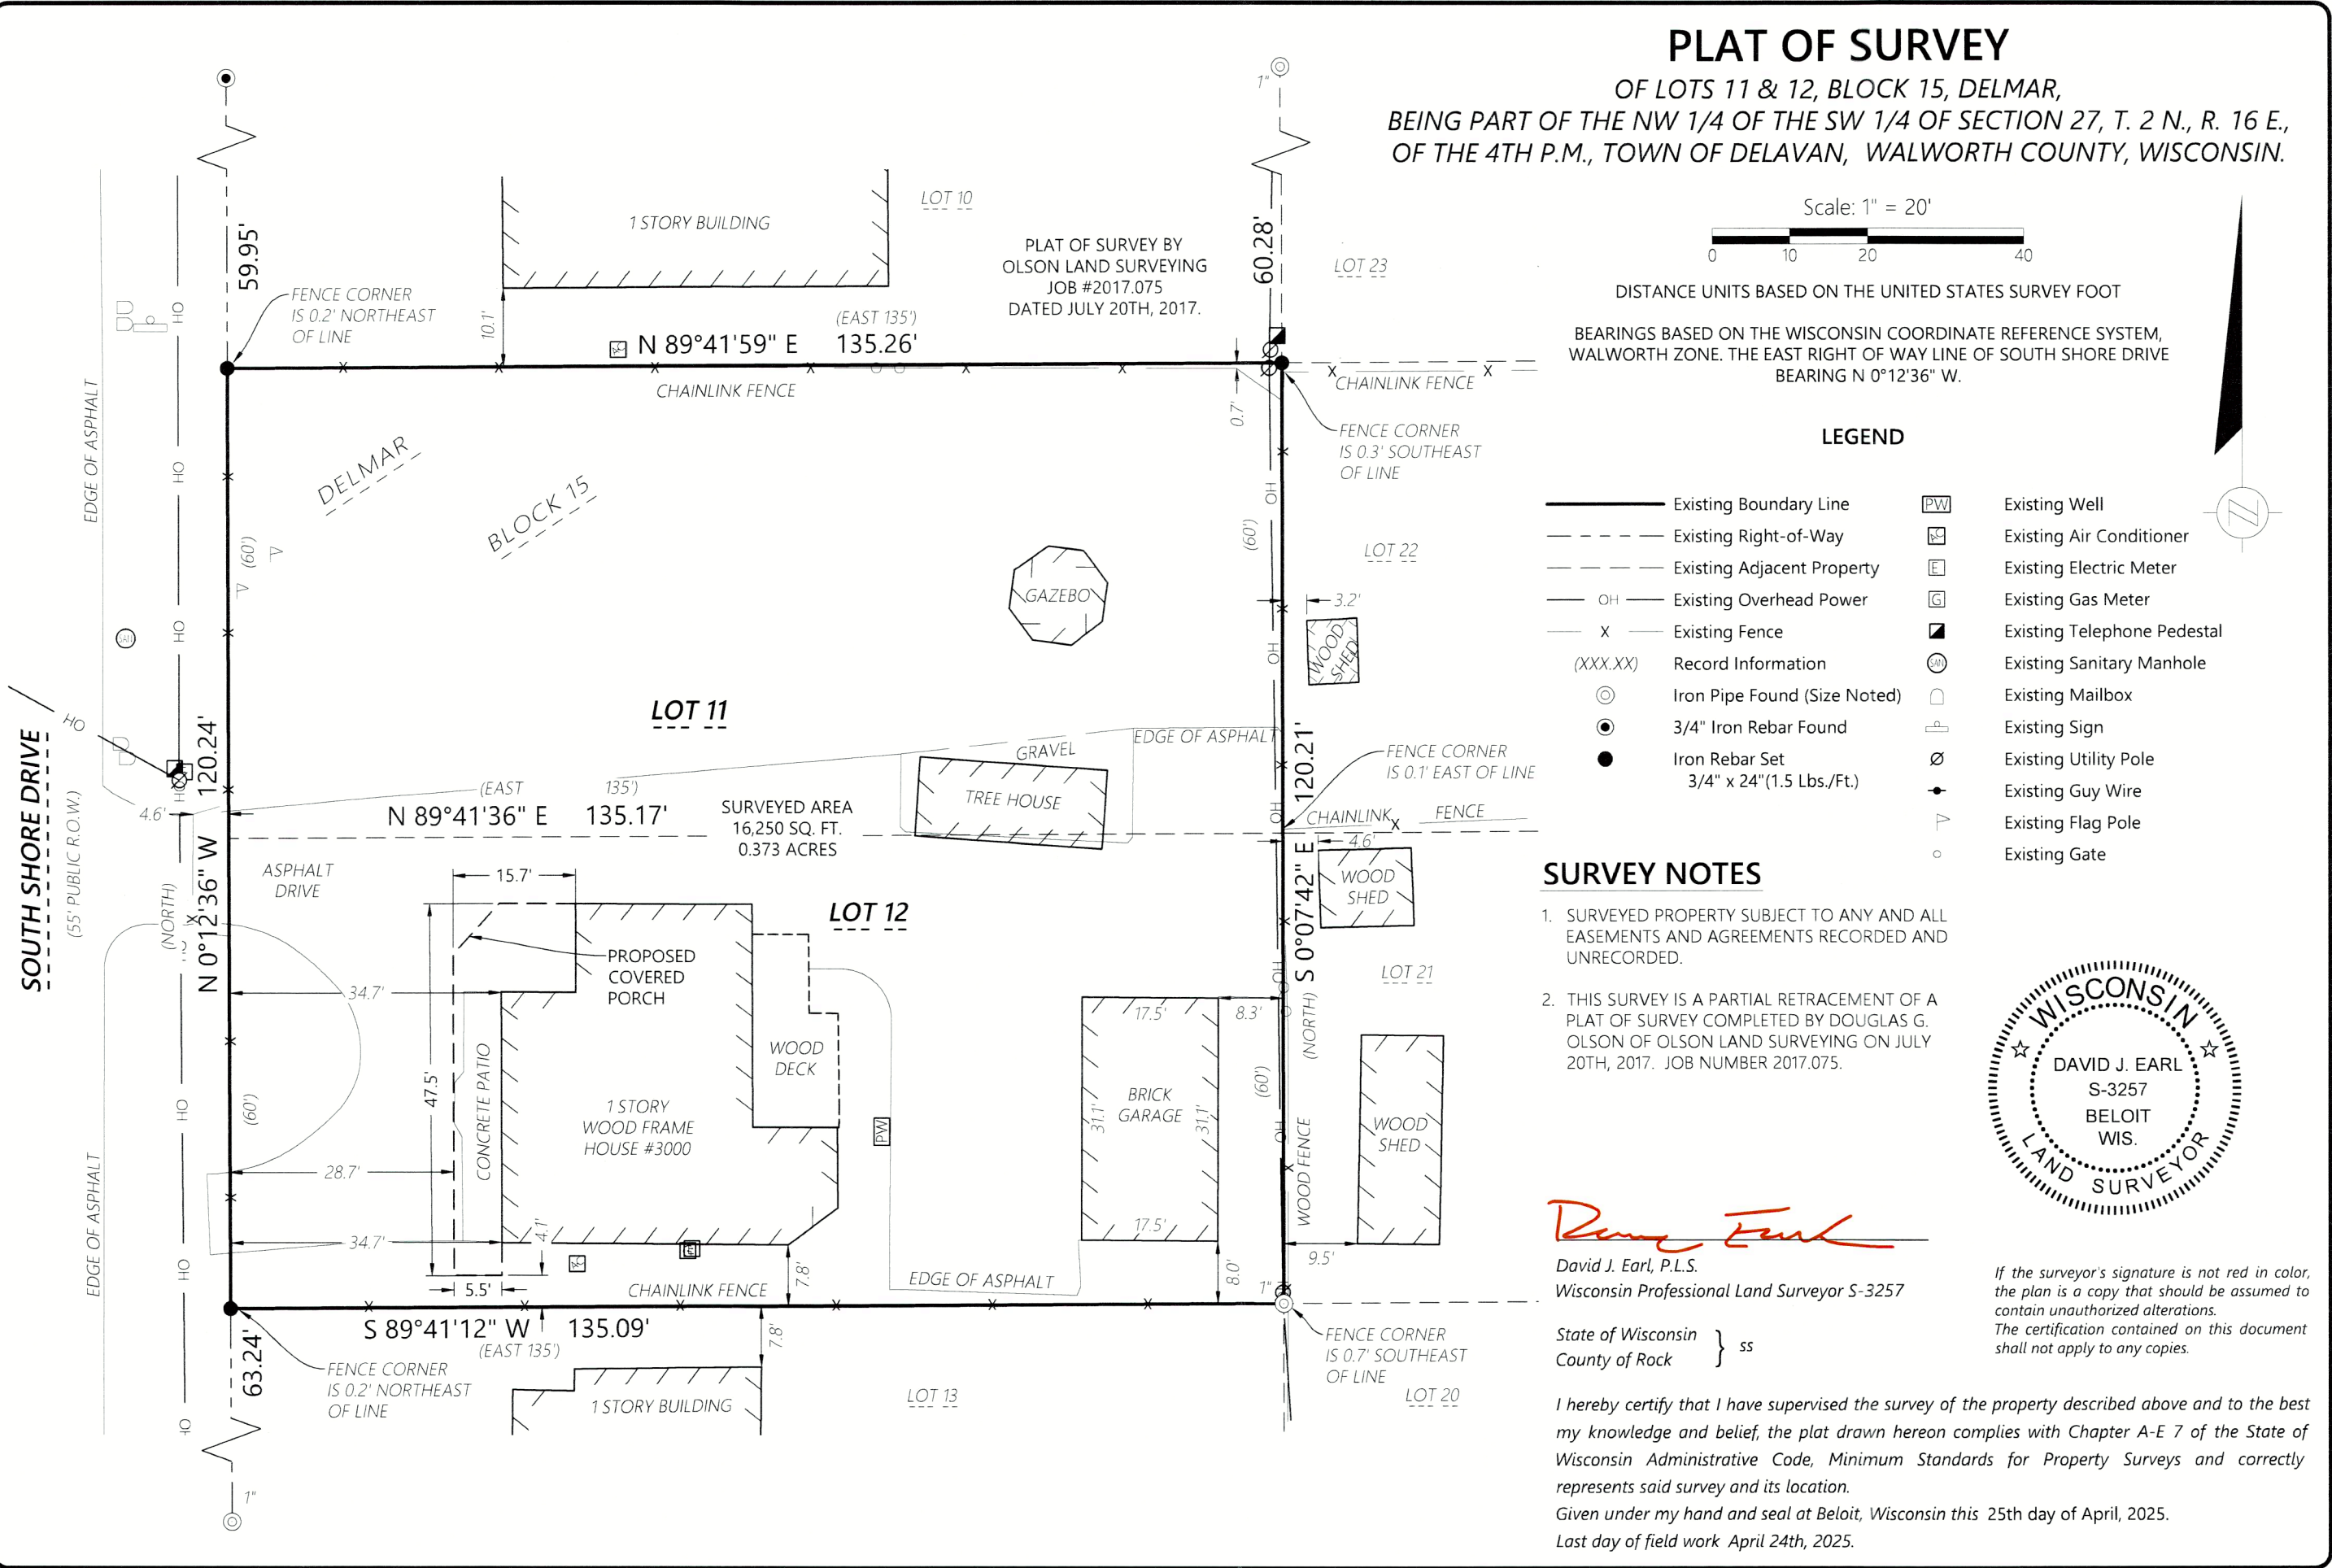 PLAT OF SURVEY
OF LOTS 11 & 12, BLOCK 15, DELMAR,
BEING PART OF THE NW 1/4 OF THE SW 1/4 OF SECTION 27, T. 2 N., R. 16 E.,
OF THE 4TH P.M., TOWN OF DELAVAN, WALWORTH COUNTY, WISCONSIN.
Scale: 1" = 20'
0 10 20 40
DISTANCE UNITS BASED ON THE UNITED STATES SURVEY FOOT
BEARINGS BASED ON THE WISCONSIN COORDINATE REFERENCE SYSTEM,
WALWORTH ZONE. THE EAST RIGHT OF WAY LINE OF SOUTH SHORE DRIVE
BEARING N 0°12'36" W.
LEGEND
Existing Boundary Line
Existing Right-of-Way
Existing Adjacent Property
OH Existing Overhead Power
X Existing Fence
(XXX.XX) Record Information
Iron Pipe Found (Size Noted)
3/4" Iron Rebar Found
Iron Rebar Set
3/4" x 24"(1.5 Lbs./Ft.)
PW Existing Well
AC Existing Air Conditioner
E Existing Electric Meter
G Existing Gas Meter
Existing Telephone Pedestal
SAN Existing Sanitary Manhole
Existing Mailbox
Existing Sign
Existing Utility Pole
Existing Guy Wire
Existing Flag Pole
Existing Gate
N
SURVEY NOTES
1. SURVEYED PROPERTY SUBJECT TO ANY AND ALL
EASEMENTS AND AGREEMENTS RECORDED AND
UNRECORDED.
2. THIS SURVEY IS A PARTIAL RETRACEMENT OF A
PLAT OF SURVEY COMPLETED BY DOUGLAS G.
OLSON OF OLSON LAND SURVEYING ON JULY
20TH, 2017. JOB NUMBER 2017.075.
WISCONSIN
DAVID J. EARL
S-3257
BELOIT
WIS.
LAND SURVEYOR
David J. Earl, P.L.S.
Wisconsin Professional Land Surveyor S-3257
State of Wisconsin
County of Rock
} ss
If the surveyor's signature is not red in color,
the plan is a copy that should be assumed to
contain unauthorized alterations.
The certification contained on this document
shall not apply to any copies.
I hereby certify that I have supervised the survey of the property described above and to the best
my knowledge and belief, the plat drawn hereon complies with Chapter A-E 7 of the State of
Wisconsin Administrative Code, Minimum Standards for Property Surveys and correctly
represents said survey and its location.
Given under my hand and seal at Beloit, Wisconsin this 25th day of April, 2025.
Last day of field work April 24th, 2025.
1"
59.95'
60.28'
LOT 10
1 STORY BUILDING
PLAT OF SURVEY BY
OLSON LAND SURVEYING
JOB #2017.075
DATED JULY 20TH, 2017.
LOT 23
FENCE CORNER
IS 0.2' NORTHEAST
OF LINE
10.1'
(EAST 135')
AC
N 89°41'59" E 135.26'
CHAINLINK FENCE
CHAINLINK FENCE
0.7'
FENCE CORNER
IS 0.3' SOUTHEAST
OF LINE
EDGE OF ASPHALT
OH
DELMAR
BLOCK 15
(60')
(60')
LOT 22
GAZEBO
3.2'
WOOD
SHED
SAN
LOT 11
SOUTH SHORE DRIVE
(55' PUBLIC R.O.W.)
OH
120.24'
N 0°12'36" W
(NORTH)
4.6'
GRAVEL
EDGE OF ASPHALT
TREE HOUSE
(EAST 135')
N 89°41'36" E 135.17'
SURVEYED AREA
16,250 SQ. FT.
0.373 ACRES
120.21'
S 0°07'42" E
(NORTH)
FENCE CORNER
IS 0.1' EAST OF LINE
CHAINLINK FENCE
4.6'
WOOD
SHED
LOT 21
ASPHALT
DRIVE
15.7'
LOT 12
PROPOSED
COVERED
PORCH
34.7'
47.5'
CONCRETE PATIO
WOOD
DECK
1 STORY
WOOD FRAME
HOUSE #3000
PW
17.5'
8.3'
BRICK
GARAGE
31.1'
31.1'
17.5'
(60')
WOOD FENCE
WOOD
SHED
(60')
28.7'
34.7'
4.1'
AC
E
5.5'
CHAINLINK FENCE
7.8'
EDGE OF ASPHALT
8.0'
9.5'
1"
EDGE OF ASPHALT
S 89°41'12" W 135.09'
(EAST 135')
7.8'
63.24'
FENCE CORNER
IS 0.2' NORTHEAST
OF LINE
1 STORY BUILDING
LOT 13
FENCE CORNER
IS 0.7' SOUTHEAST
OF LINE
LOT 20
1"